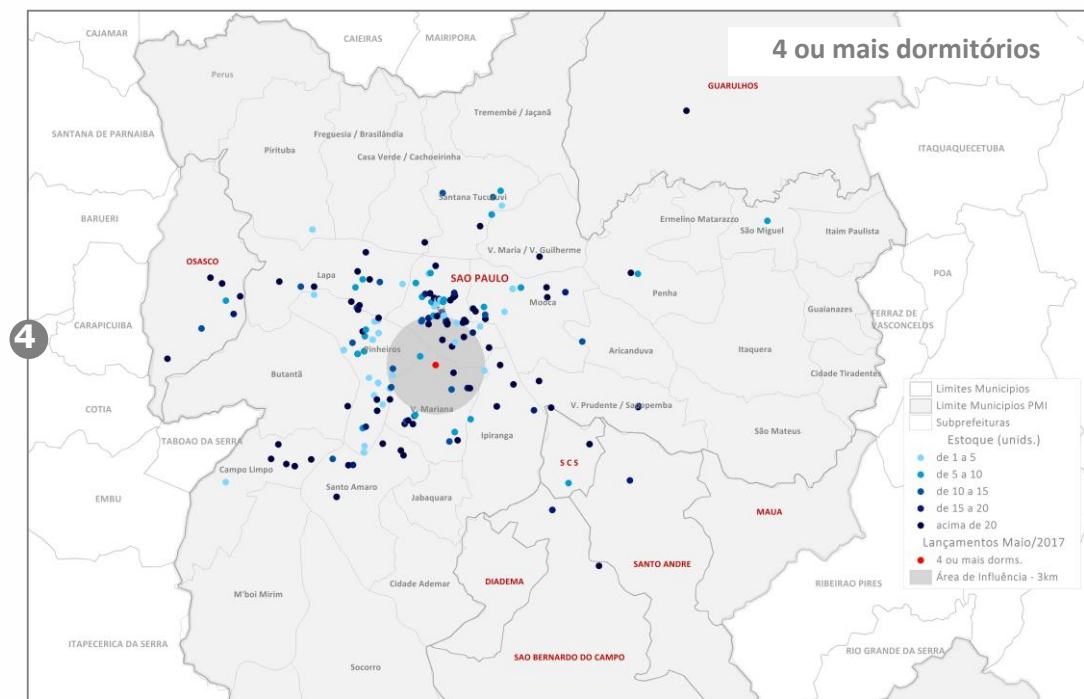 4 ou mais dormitórios
CAJAMAR
CAIEIRAS
MAIRIPORA
Perus
GUARULHOS
SANTANA DE PARNAIBA
Tremembé / Jaçanã
Freguesia / Brasilândia
Pirituba
Casa Verde / Cachoeirinha
ITAQUAQUECETUBA
Santana Tucuruvi
BARUERI
Ermelino Matarazzo
São Miguel
Itaim Paulista
V. Maria / V. Guilherme
OSASCO
Lapa
SAO PAULO
POA
Mooca
Penha
Guaianazes
FERRAZ DE
VASCONCELOS
CARAPICUIBA
4
Pinheiros
Aricanduva
Itaquera
Butantã
Cidade Tiradentes
COTIA
V. Mariana
V. Prudente / Sapopemba
São Mateus
TABOAO DA SERRA
Ipiranga
Campo Limpo
S C S
EMBU
Santo Amaro
Jabaquara
MAUA
Limites Municipios
Limite Municipios PMI
Subprefeituras
Estoque (unids.)
de 1 a 5
de 5 a 10
de 10 a 15
de 15 a 20
acima de 20
Lançamentos Maio/2017
4 ou mais dorms.
Área de Influência - 3km
SANTO ANDRE
Cidade Ademar
DIADEMA
RIBEIRAO PIRES
M'boi Mirim
ITAPECERICA DA SERRA
SAO BERNARDO DO CAMPO
RIO GRANDE DA SERRA
Socorro